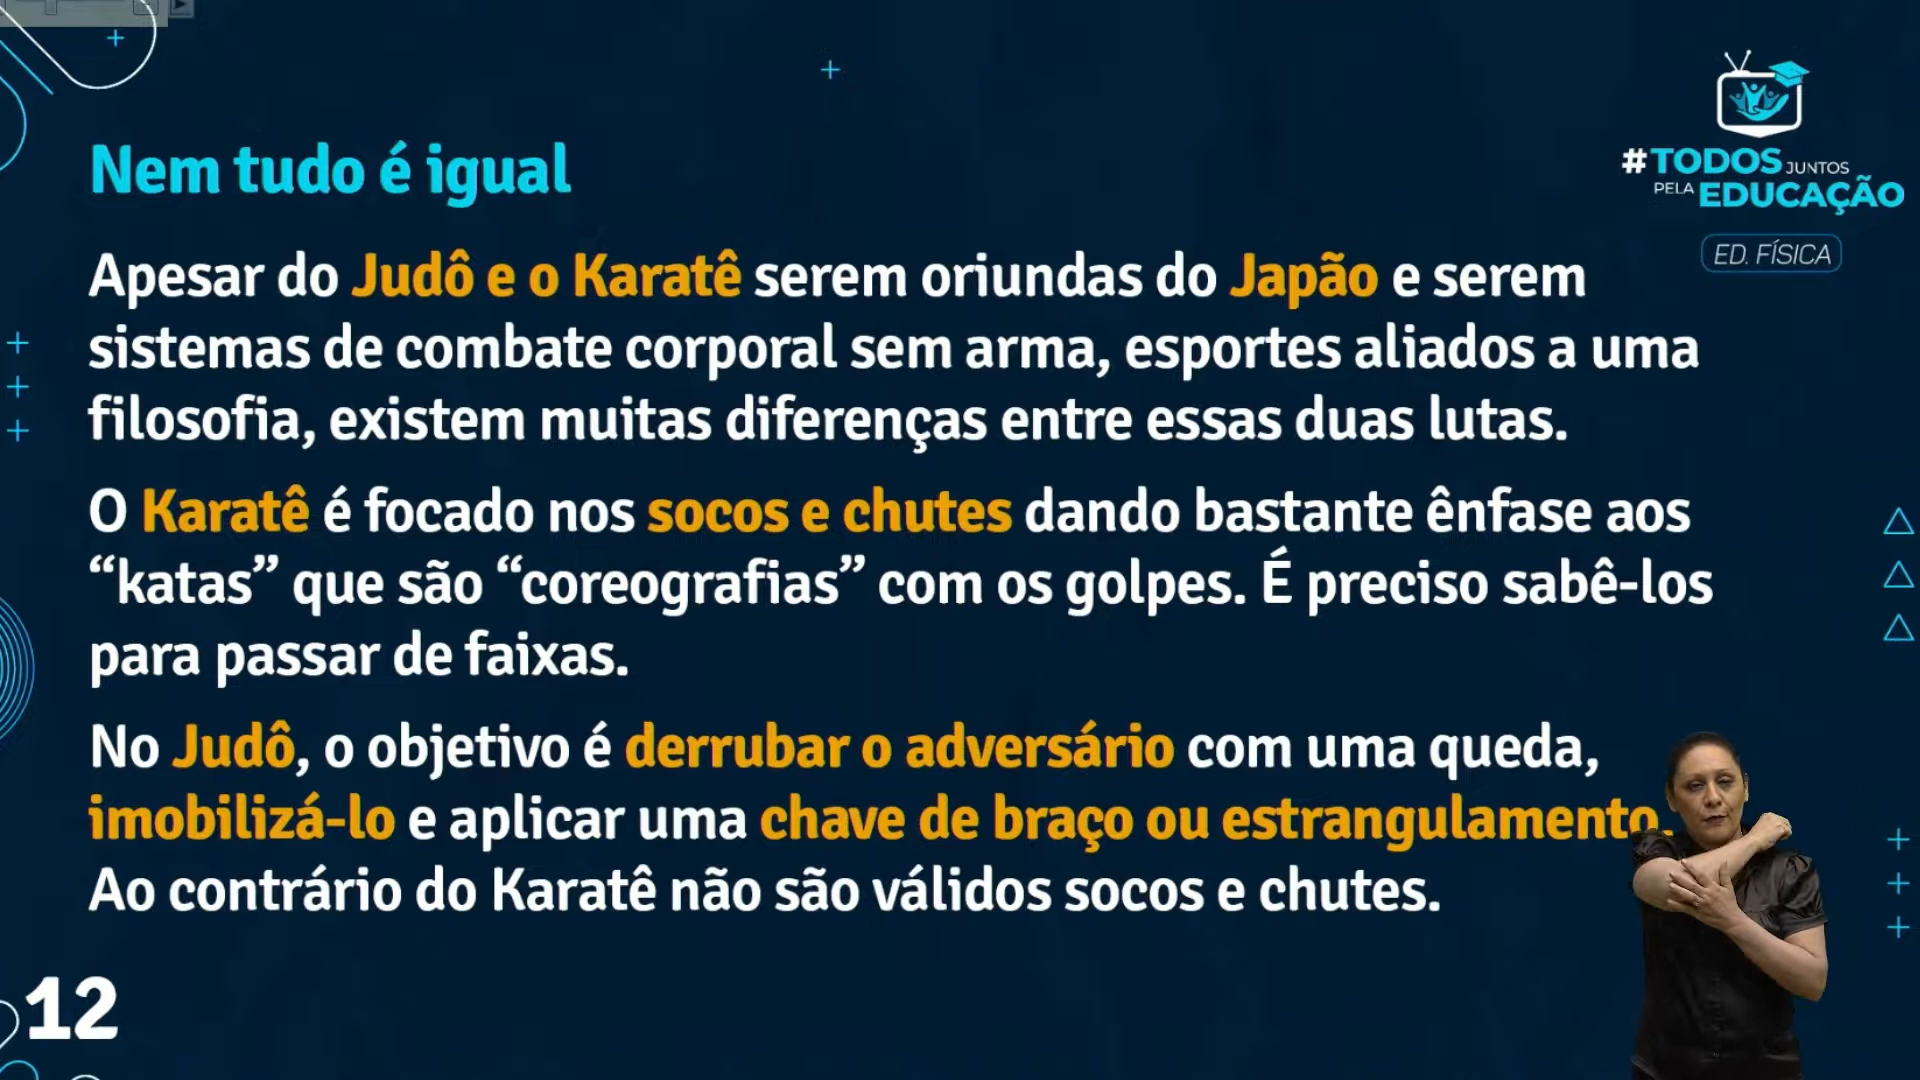 Nem tudo é igual
#TODOS JUNTOS
PELA EDUCAÇÃO
ED. FÍSICA
Apesar do Judô e o Karatê serem oriundas do Japão e serem
sistemas de combate corporal sem arma, esportes aliados a uma
filosofia, existem muitas diferenças entre essas duas lutas.
O Karatê é focado nos socos e chutes dando bastante ênfase aos
“katas” que são “coreografias” com os golpes. É preciso sabê-los
para passar de faixas.
No Judô, o objetivo é derrubar o adversário com uma queda,
imobilizá-lo e aplicar uma chave de braço ou estrangulamento.
Ao contrário do Karatê não são válidos socos e chutes.
12